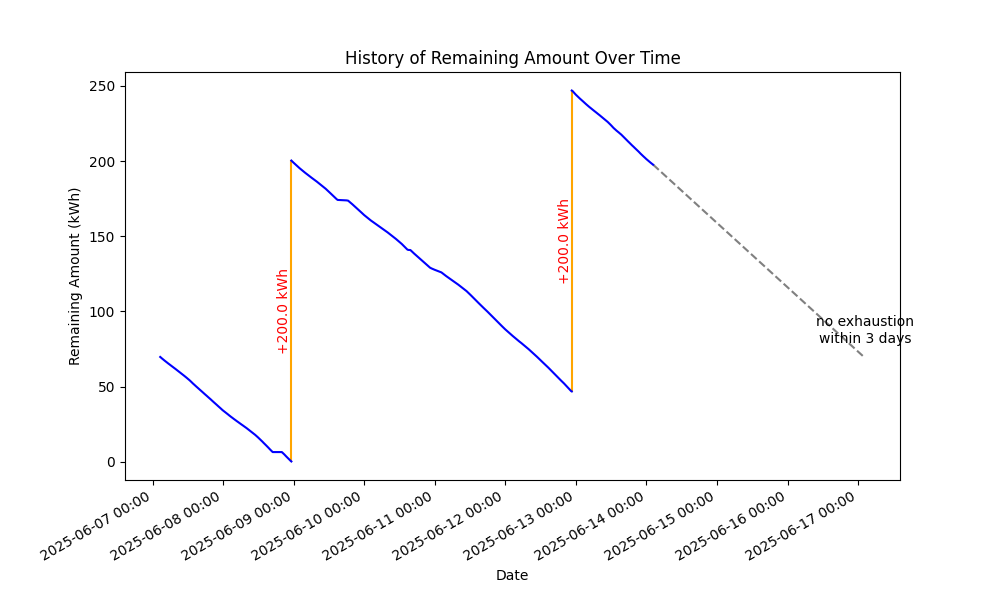 History of Remaining Amount Over Time
Remaining Amount (kWh)
250
200
150
100
50
0
+200.0 kWh
+200.0 kWh
no exhaustion
within 3 days
2025-06-07 00:00
2025-06-08 00:00
2025-06-09 00:00
2025-06-10 00:00
2025-06-11 00:00
2025-06-12 00:00
2025-06-13 00:00
2025-06-14 00:00
2025-06-15 00:00
2025-06-16 00:00
2025-06-17 00:00
Date